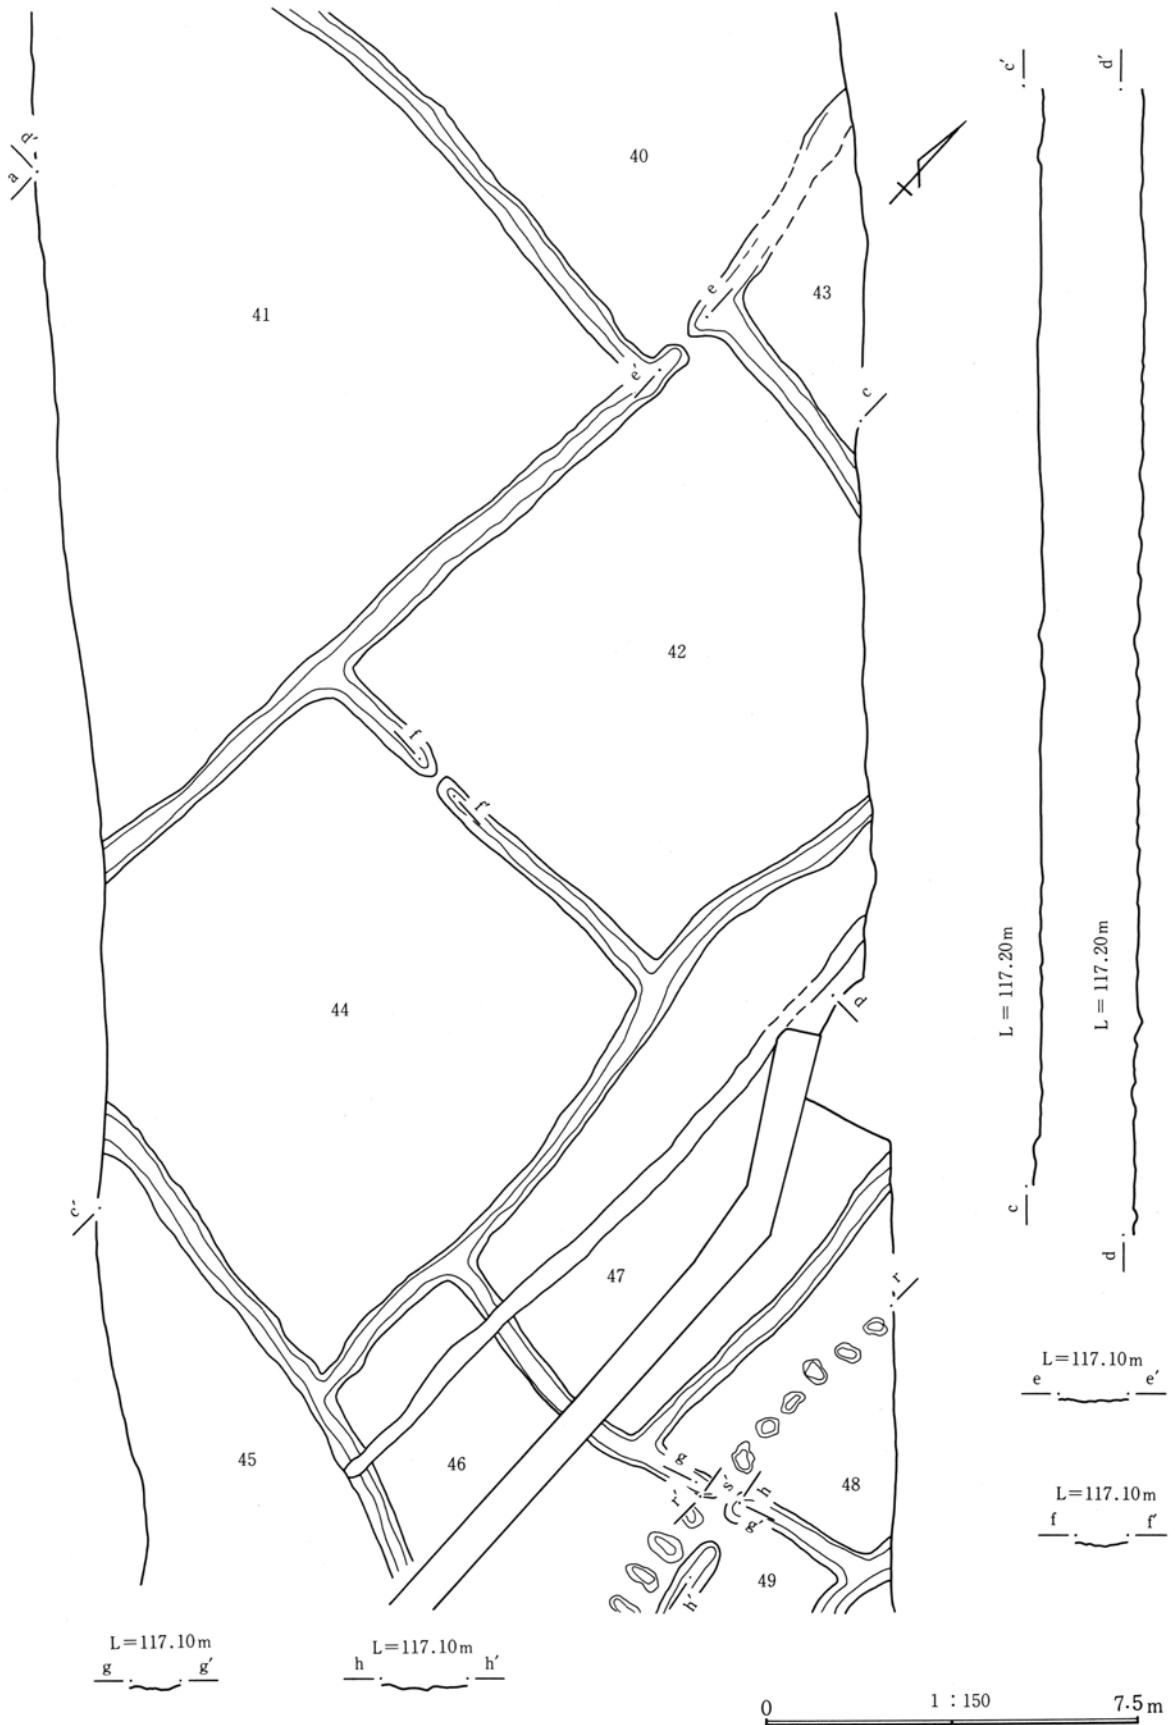 c′
d′
d′
a
40
e
43
41
e′
c
42
f
f′
L=117.20m
L=117.20m
44
d
c′
c
d
47
r
L=117.10m
e e′
45
46
g
s′
h
48
r′
g′
L=117.10m
f f′
49
h′
L=117.10m
g g′
L=117.10m
h h′
0 1:150 7.5m